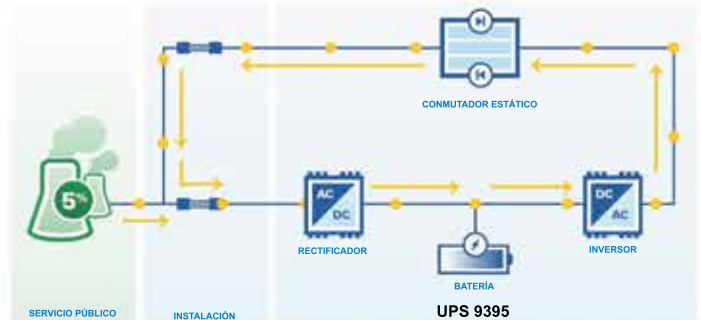 CONMUTADOR ESTÁTICO
5%
AC
DC
DC
AC
RECTIFICADOR
INVERSOR
BATERÍA
SERVICIO PÚBLICO
INSTALACIÓN
UPS 9395